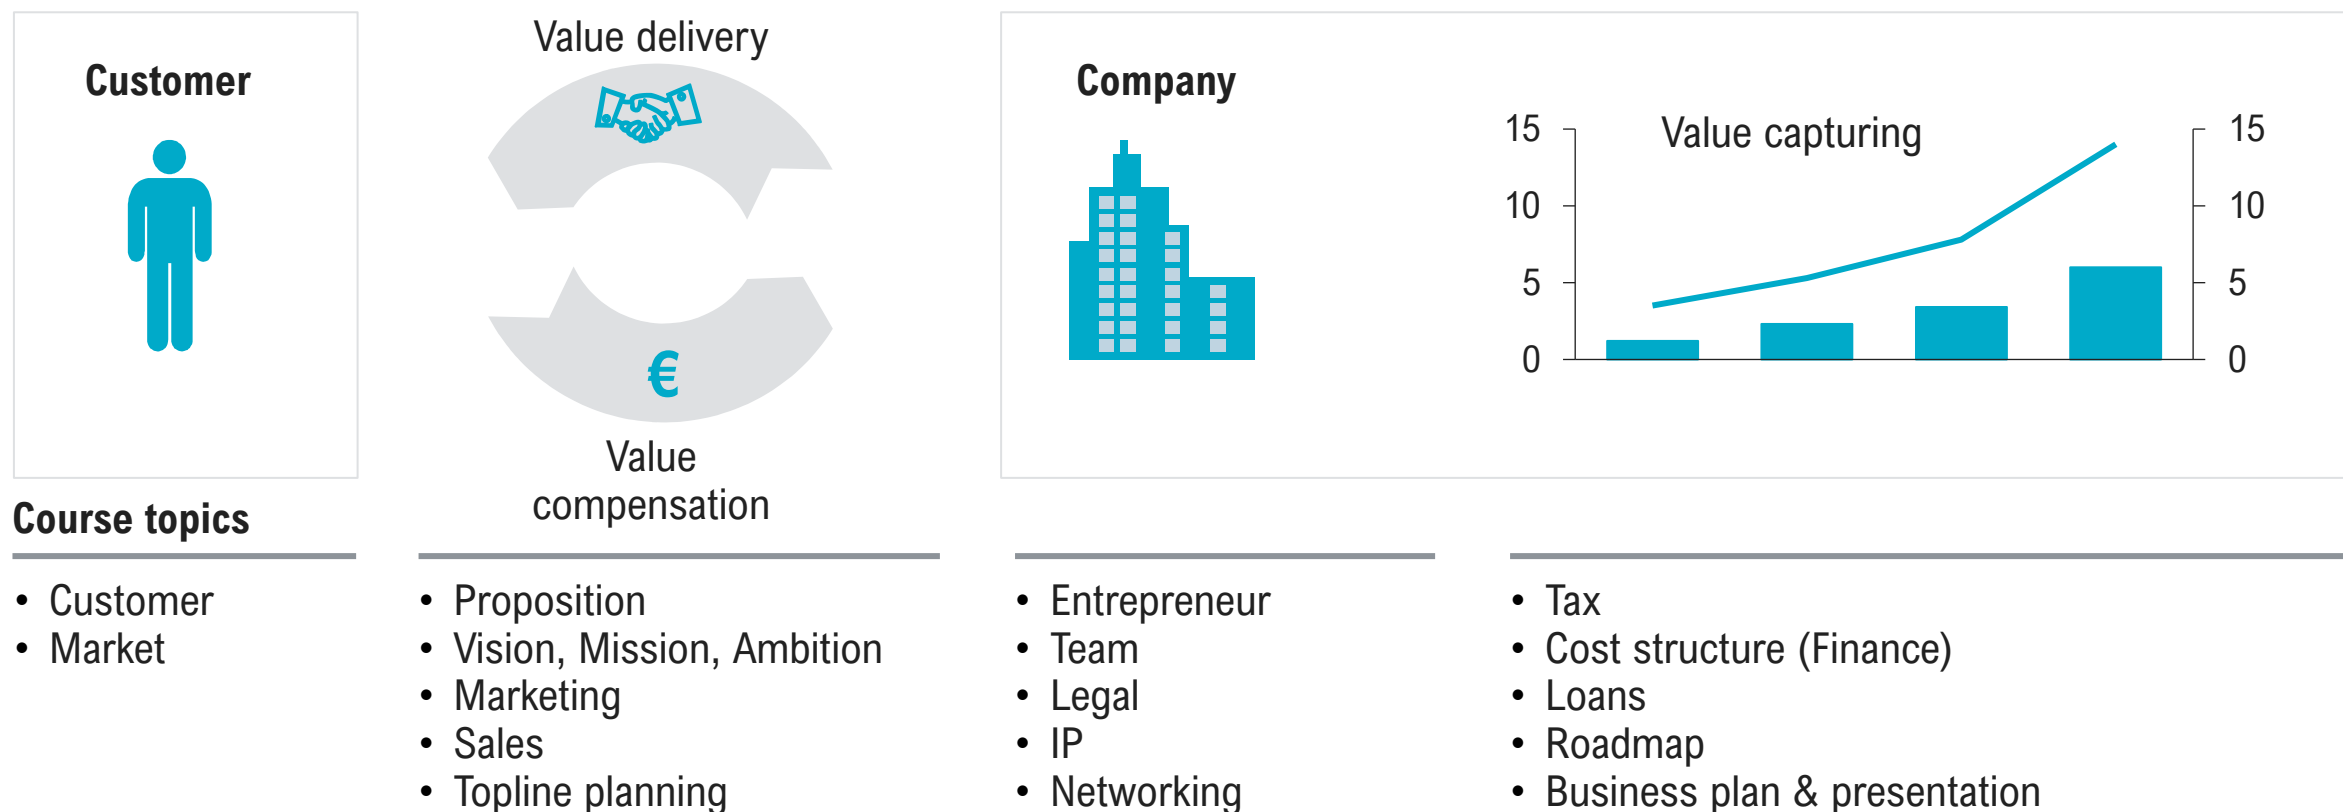 Customer
Value delivery
€
Value
compensation
Company
Value capturing
15
10
5
0
15
10
5
0
Course topics
• Customer
• Market
• Proposition
• Vision, Mission, Ambition
• Marketing
• Sales
• Topline planning
• Entrepreneur
• Team
• Legal
• IP
• Networking
• Tax
• Cost structure (Finance)
• Loans
• Roadmap
• Business plan & presentation